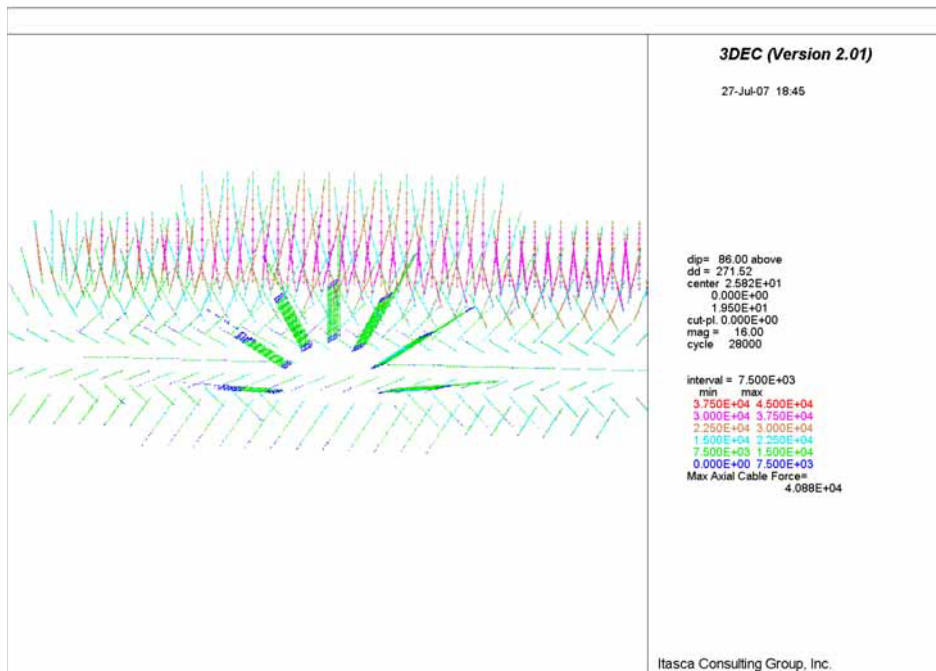 3DEC (Version 2.01)
27-Jul-07 18:45
dip= 86.00 above
dd = 271.52
center 2.582E+01
0.000E+00
1.950E+01
cut-pl. 0.000E+00
mag = 16.00
cycle 28000
interval = 7.500E+03
min max
3.750E+04 4.500E+04
3.000E+04 3.750E+04
2.250E+04 3.000E+04
1.500E+04 2.250E+04
7.500E+03 1.500E+04
0.000E+00 7.500E+03
Max Axial Cable Force=
4.088E+04
Itasca Consulting Group, Inc.